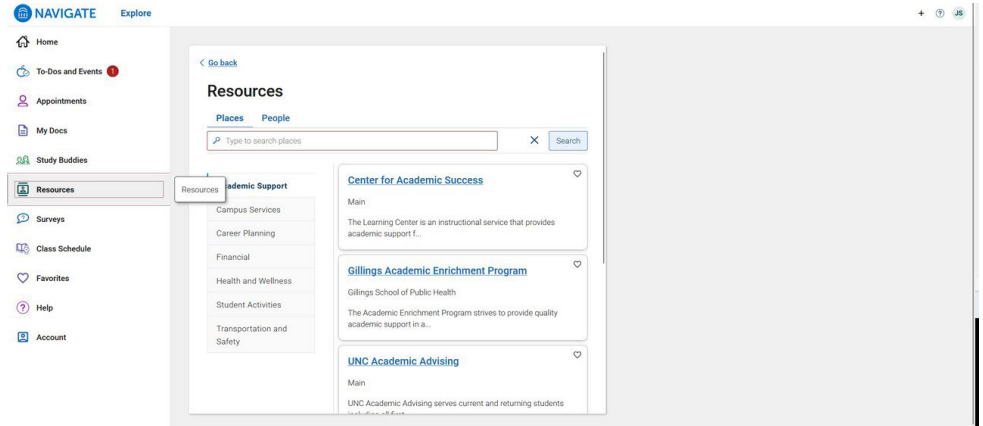 NAVIGATE Explore
+ ? JS
Home
To-Dos and Events 1
Appointments
My Docs
Study Buddies
Resources
Surveys
Class Schedule
Favorites
Help
Account
Resources
Go back
Resources
Places People
Type to search places
Search
cademic Support
Campus Services
Career Planning
Financial
Health and Wellness
Student Activities
Transportation and
Safety
Center for Academic Success
Main
The Learning Center is an instructional service that provides
academic support f...
Gillings Academic Enrichment Program
Gillings School of Public Health
The Academic Enrichment Program strives to provide quality
academic support in a...
UNC Academic Advising
Main
UNC Academic Advising serves current and returning students